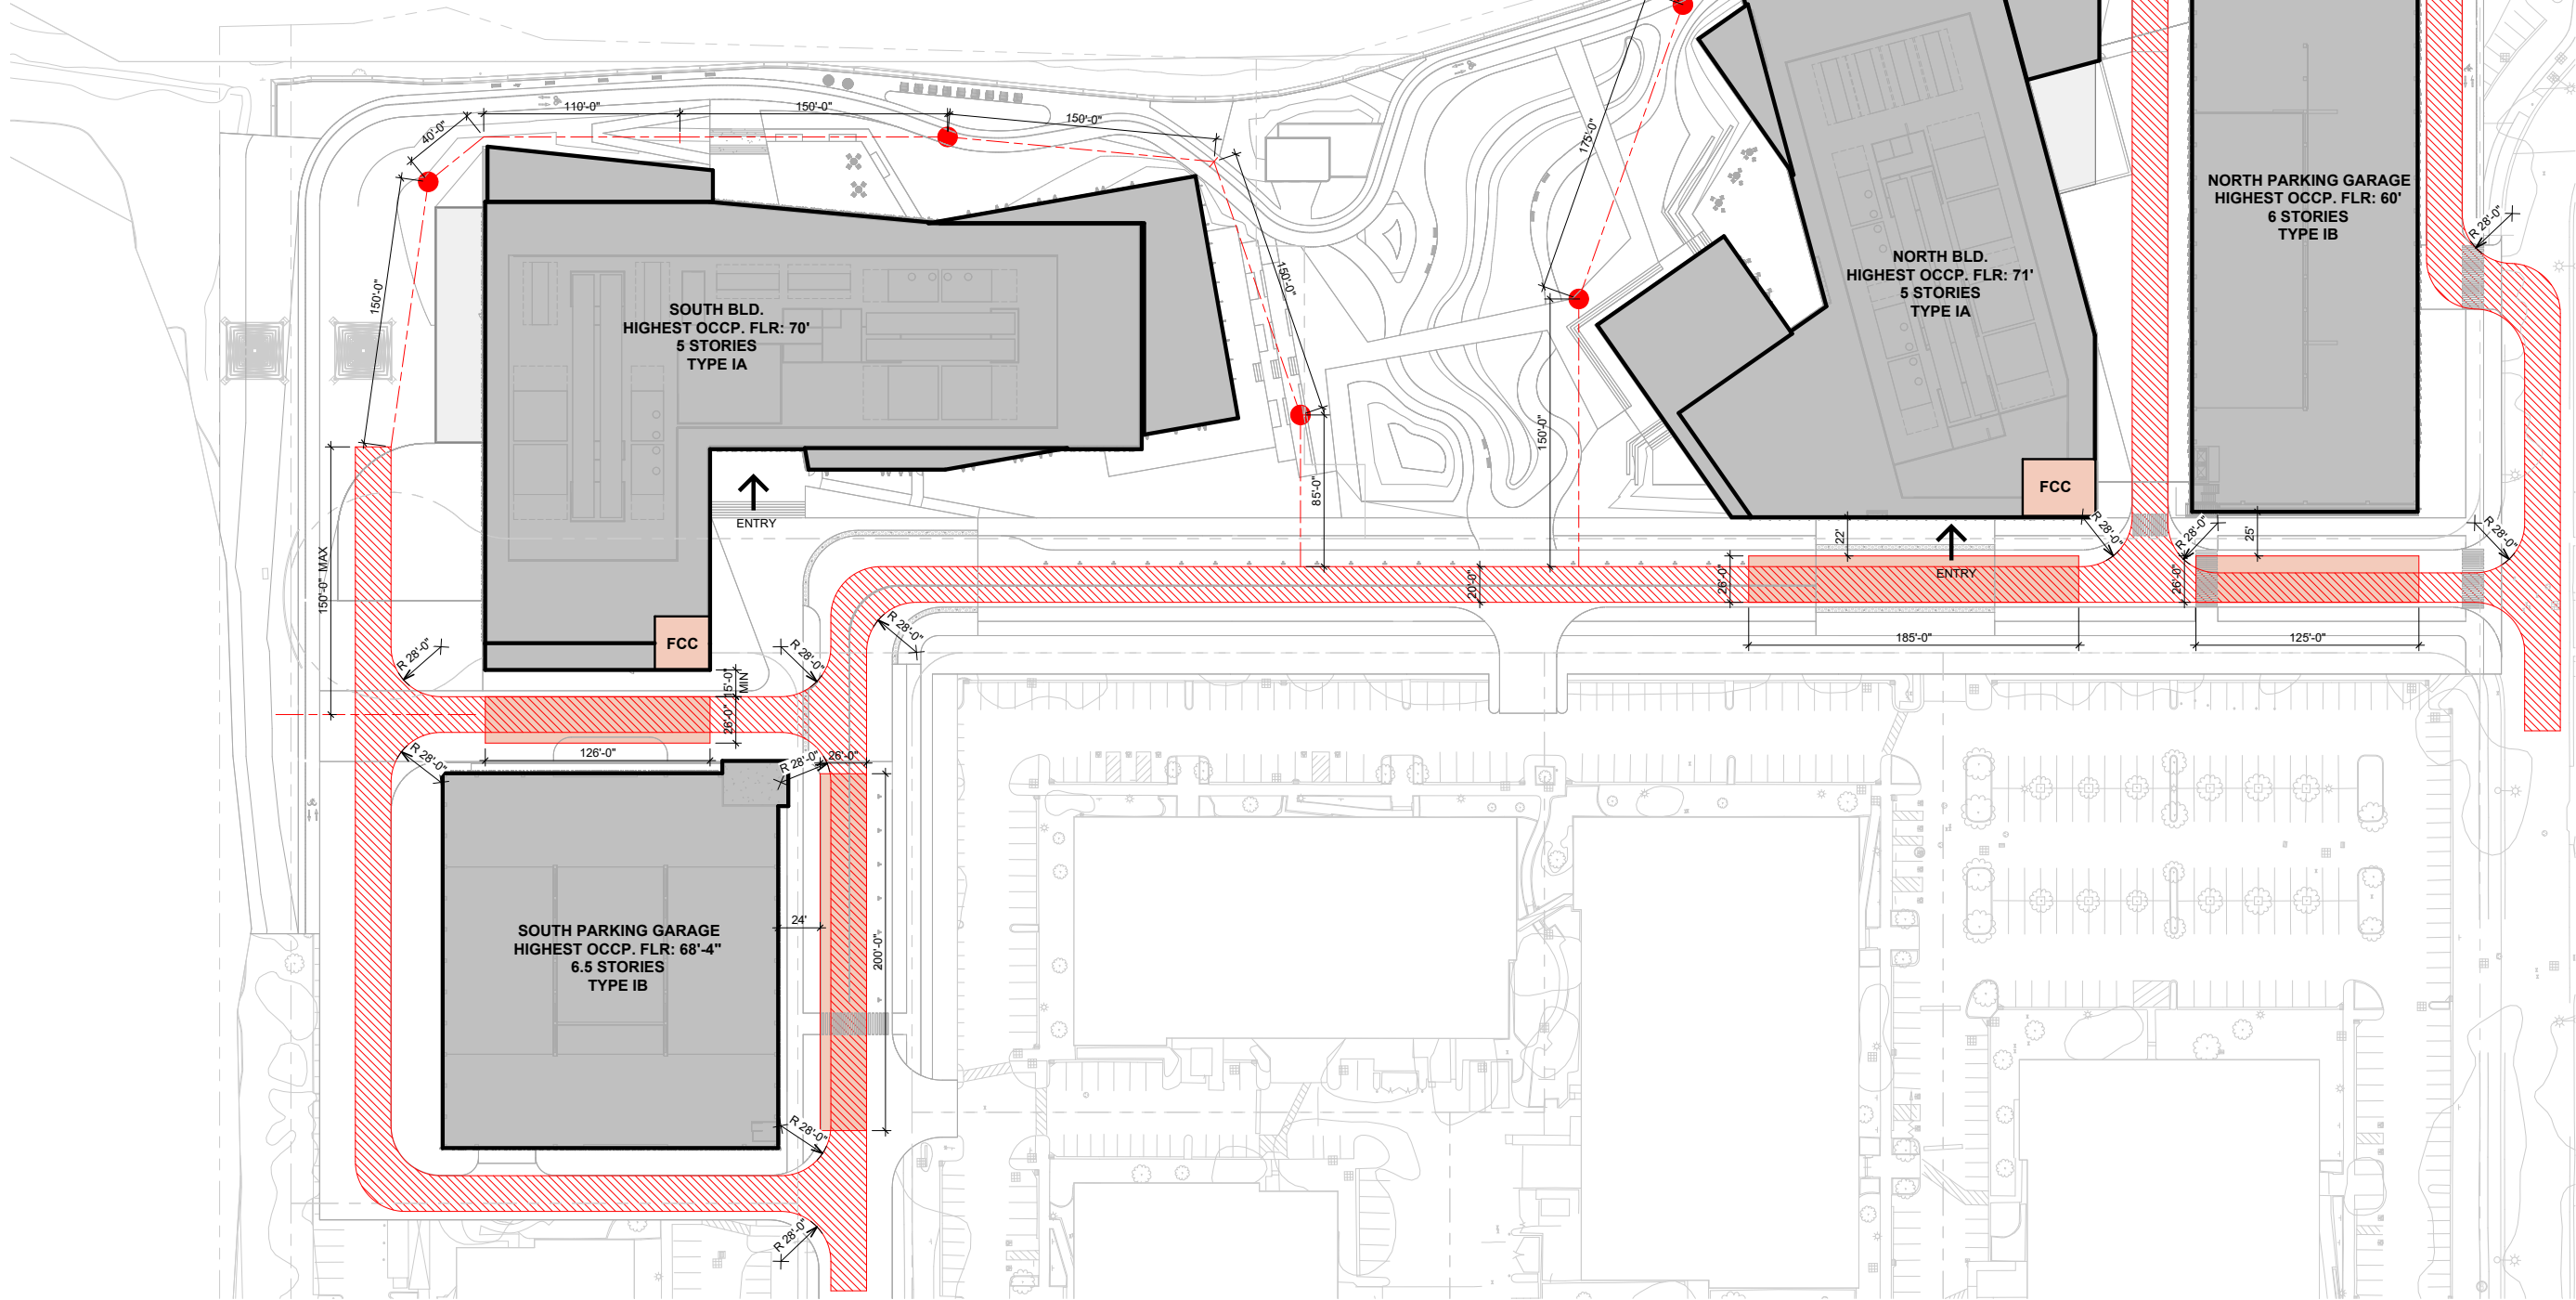 110'-0"
150'-0"
40'-0"
150'-0"
175'-0"
150'-0"
150'-0"
150'-0"
85'-0"
NORTH PARKING GARAGE
HIGHEST OCCP. FLR: 60'
6 STORIES
TYPE IB
R 28'-0"
NORTH BLD.
HIGHEST OCCP. FLR: 71'
5 STORIES
TYPE IA
SOUTH BLD.
HIGHEST OCCP. FLR: 70'
5 STORIES
TYPE IA
FCC
ENTRY
22'
R 28'-0"
R 28'-0"
25'
R 28'-0"
150'-0" MAX
20'-0"
26'-0"
ENTRY
26'-0"
185'-0"
125'-0"
FCC
R 28'-0"
R 28'-0"
R 28'-0"
15'-0"
MIN
26'-0"
126'-0"
R 28'-0"
R 28'-0"
26'-0"
SOUTH PARKING GARAGE
HIGHEST OCCP. FLR: 68'-4"
6.5 STORIES
TYPE IB
24'
200'-0"
R 28'-0"
R 28'-0"